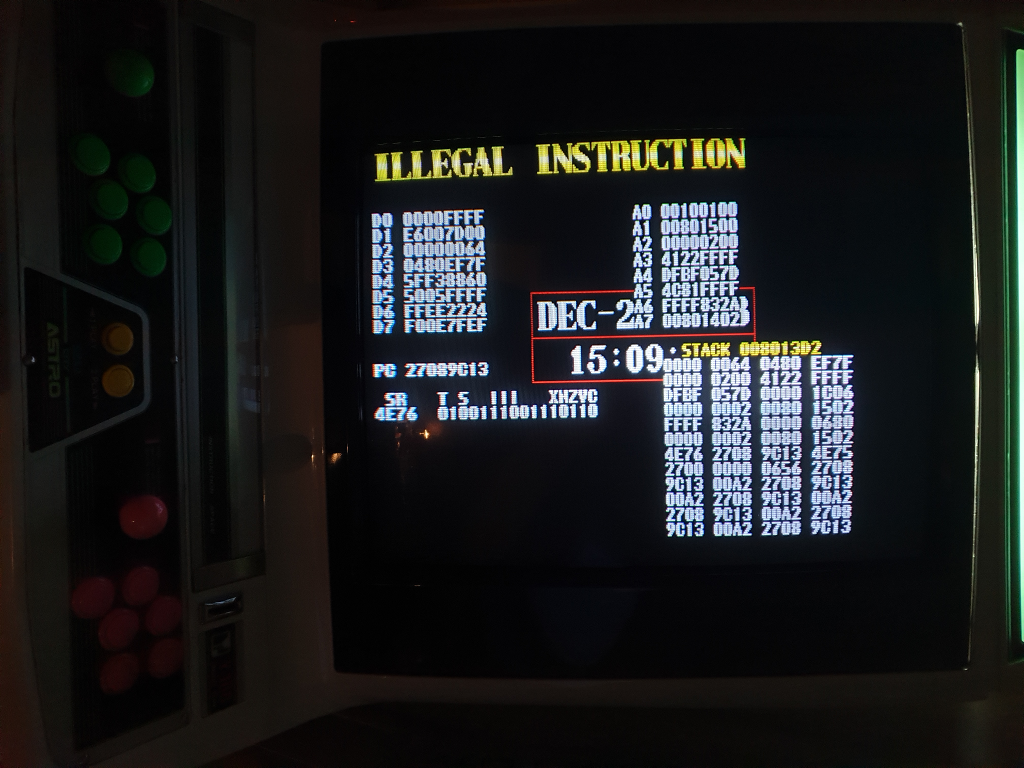 ILLEGAL INSTRUCTION
D0 0000FFFF
D1 E6007D00
D2 00000064
D3 0480EF7F
D4 5FF38860
D5 5005FFFF
D6 FFEE2224
D7 F00E7FEF
A0 00100100
A1 00801500
A2 00000200
A3 4122FFFF
A4 DFBF057D
A5 4C81FFFF
A6 FFFF832A
A7 00801402
DEC-2
15:09
PC 27089C13
SR T S III XNZVC
4E76 0100111001110110
STACK 008013D2
0000 0064 0480 EF7F
0000 0200 4122 FFFF
DFBF 057D 0000 1C06
0000 0002 0080 1502
FFFF 832A 0000 0680
0000 0002 0080 1502
4E76 2708 9C13 4E75
2700 0000 0656 2708
9C13 00A2 2708 9C13
00A2 2708 9C13 00A2
2708 9C13 00A2 2708
9C13 00A2 2708 9C13
ASTRO